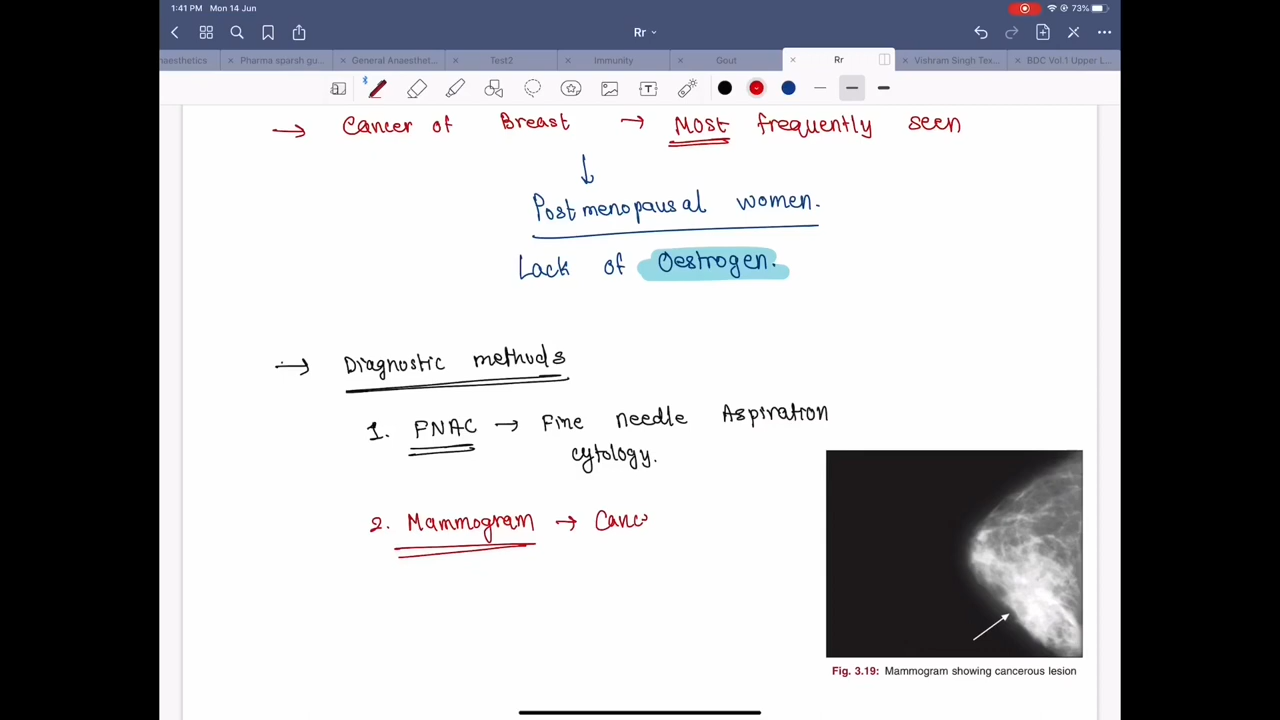 1:41 PM Mon 14 Jun
73%
Rr
naesthetics
× Pharma sparsh gu...
× General Anaesthet...
× Test2
× Immunity
× Gout
× Rr
× Vishram Singh Tex...
× BDC Vol 1 Upper L...
→ Cancer of Breast → Most frequently seen
↓
Postmenopausal women.
Lack of Oestrogen.
→ Diagnostic methods
1. FNAC → Fine needle Aspiration
cytology.
2. Mammogram → Canc
Fig. 3.19: Mammogram showing cancerous lesion